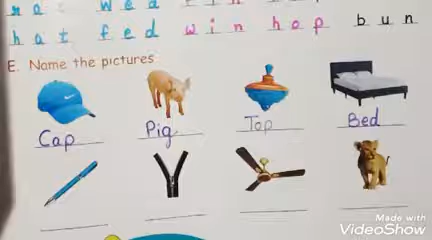 hat fed win hop bun
E. Name the pictures
Cap Pig Top Bed
Made with
VideoShow